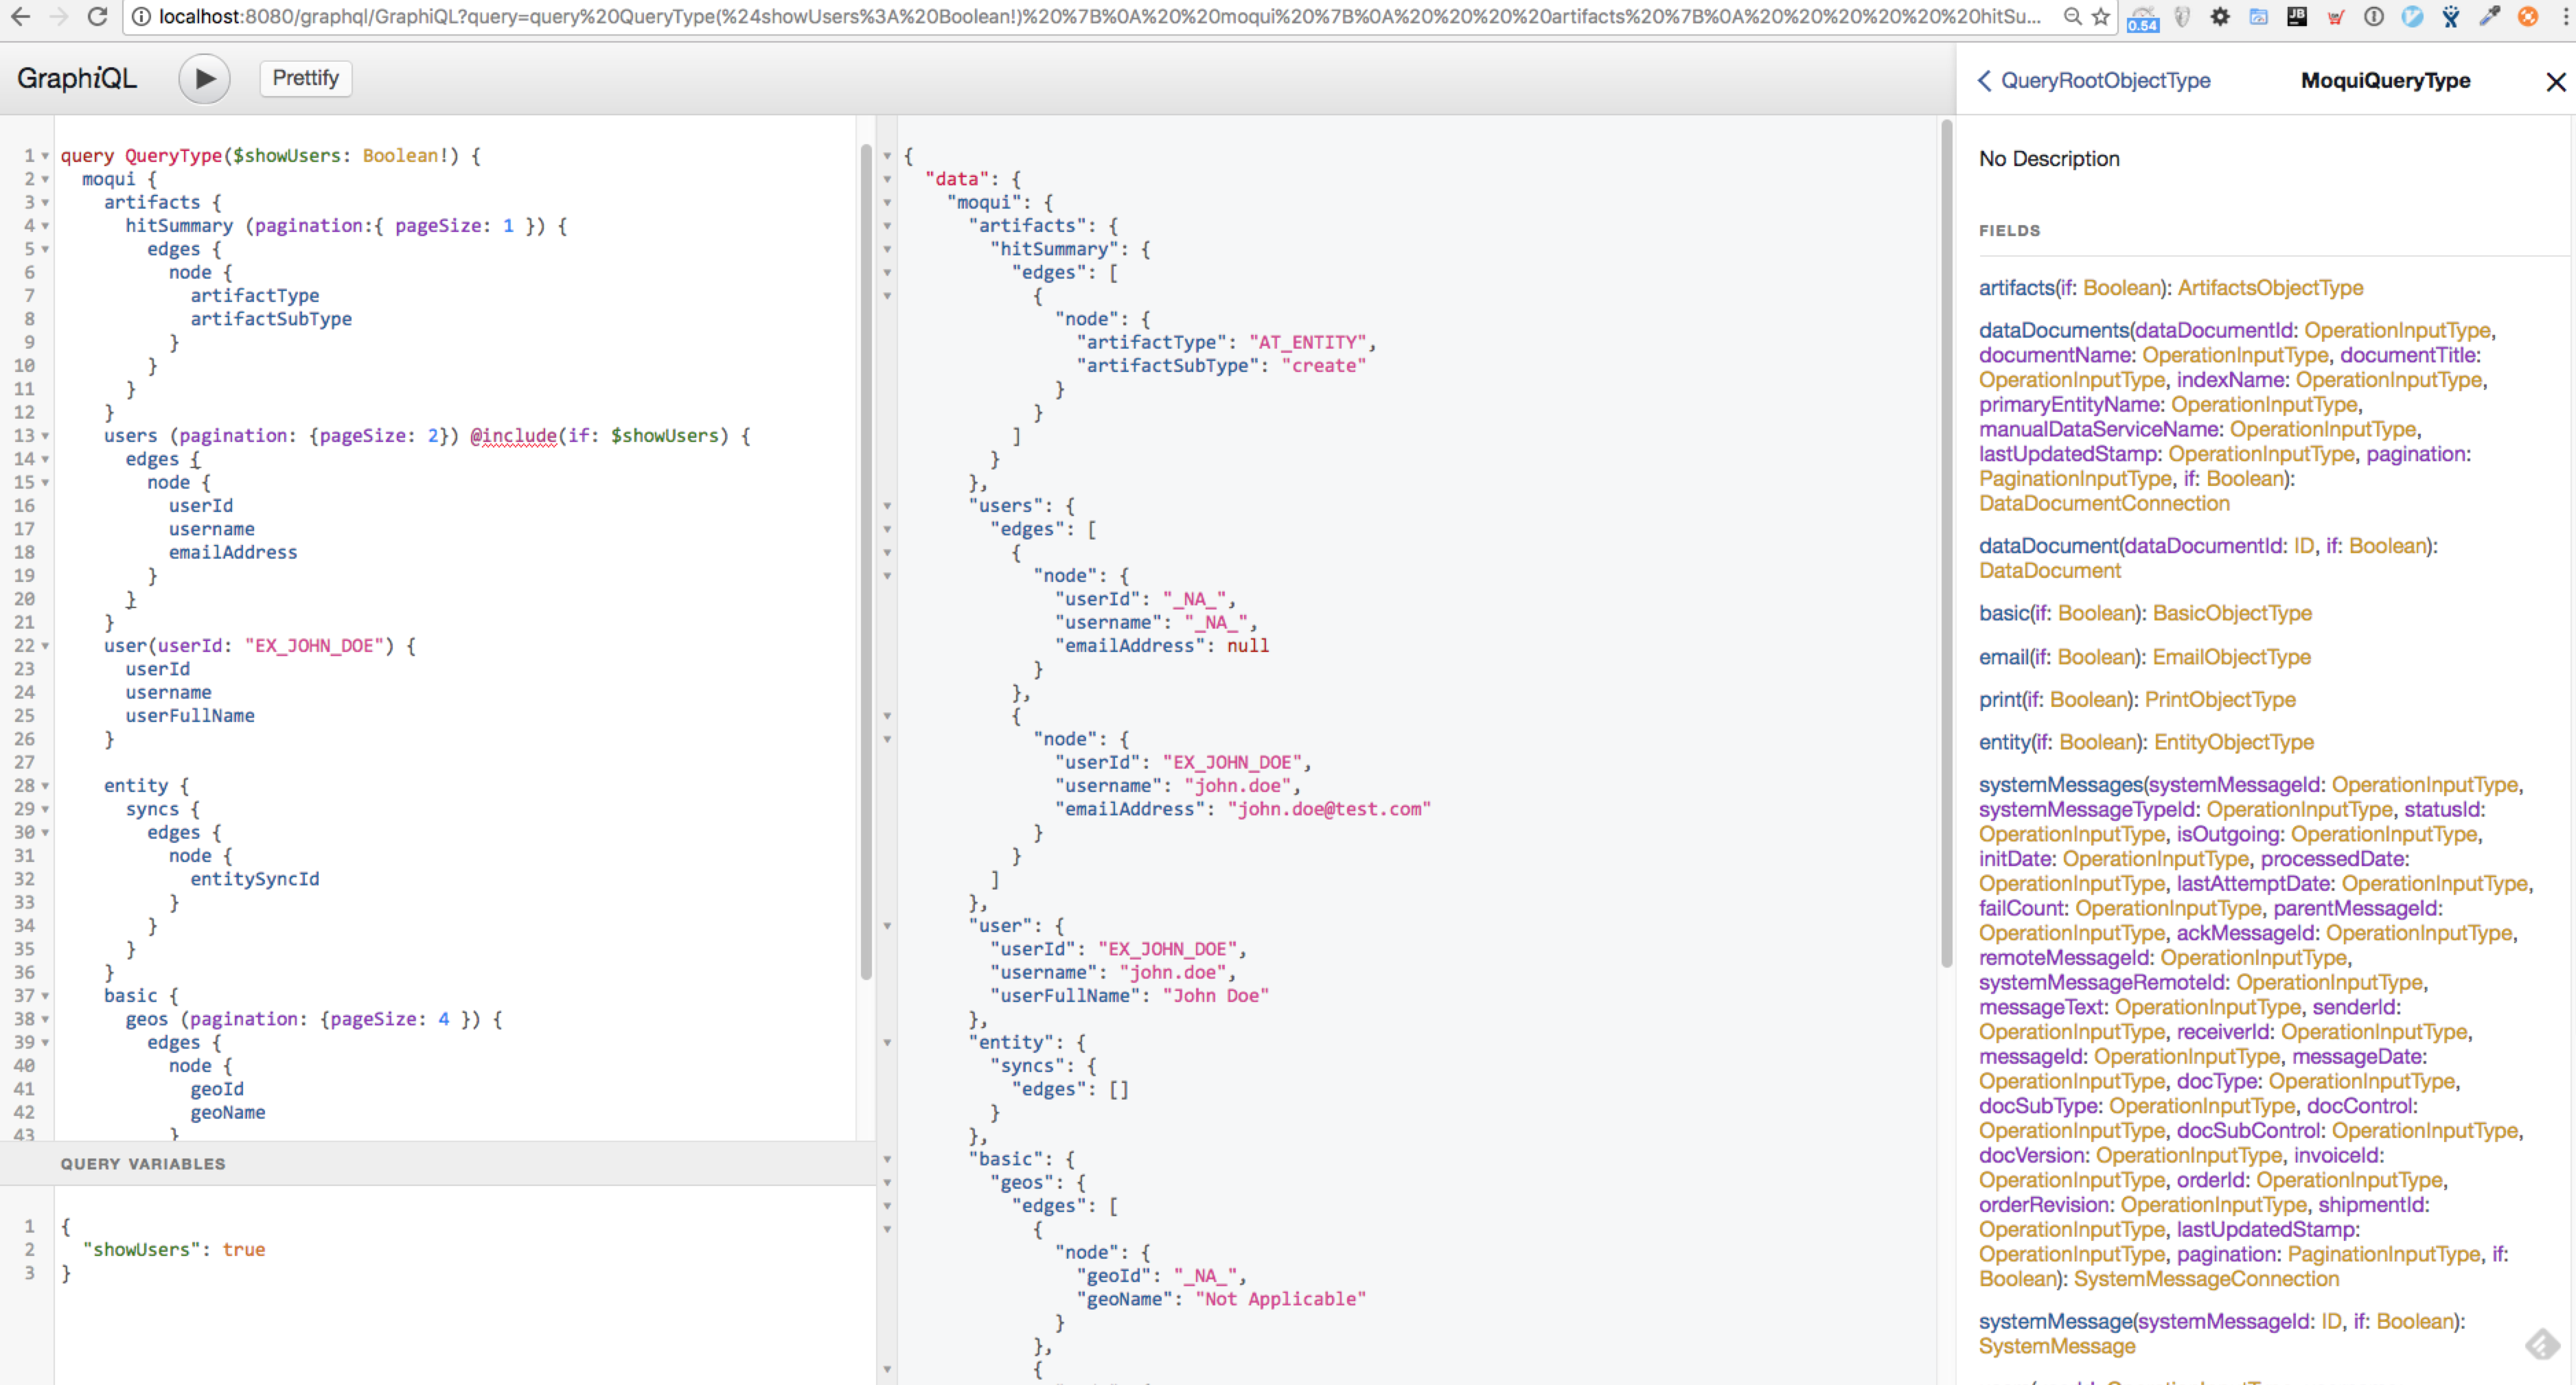 localhost:8080/graphql/GraphiQL?query=query%20QueryType(%24showUsers%3A%20Boolean!)%20%7B%0A%20%20moqui%20%7B%0A%20%20%20%20artifacts%20%7B%0A%20%20%20%20%20%20hitSu...
0.54
JB
GraphiQL
Prettify
1 query QueryType($showUsers: Boolean!) {
2 moqui {
3 artifacts {
4 hitSummary (pagination:{ pageSize: 1 }) {
5 edges {
6 node {
7 artifactType
8 artifactSubType
9 }
10 }
11 }
12 }
13 users (pagination: {pageSize: 2}) @include(if: $showUsers) {
14 edges {
15 node {
16 userId
17 username
18 emailAddress
19 }
20 }
21 }
22 user(userId: "EX_JOHN_DOE") {
23 userId
24 username
25 userFullName
26 }
27
28 entity {
29 syncs {
30 edges {
31 node {
32 entitySyncId
33 }
34 }
35 }
36 }
37 basic {
38 geos (pagination: {pageSize: 4 }) {
39 edges {
40 node {
41 geoId
42 geoName
43 }
QUERY VARIABLES
1 {
2 "showUsers": true
3 }
{
"data": {
"moqui": {
"artifacts": {
"hitSummary": {
"edges": [
{
"node": {
"artifactType": "AT_ENTITY",
"artifactSubType": "create"
}
}
]
}
},
"users": {
"edges": [
{
"node": {
"userId": "_NA_",
"username": "_NA_",
"emailAddress": null
}
},
{
"node": {
"userId": "EX_JOHN_DOE",
"username": "john.doe",
"emailAddress": "john.doe@test.com"
}
}
]
},
"user": {
"userId": "EX_JOHN_DOE",
"username": "john.doe",
"userFullName": "John Doe"
},
"entity": {
"syncs": {
"edges": []
}
},
"basic": {
"geos": {
"edges": [
{
"node": {
"geoId": "_NA_",
"geoName": "Not Applicable"
}
},
{
QueryRootObjectType
MoquiQueryType
No Description
FIELDS
artifacts(if: Boolean): ArtifactsObjectType
dataDocuments(dataDocumentId: OperationInputType,
documentName: OperationInputType, documentTitle:
OperationInputType, indexName: OperationInputType,
primaryEntityName: OperationInputType,
manualDataServiceName: OperationInputType,
lastUpdatedStamp: OperationInputType, pagination:
PaginationInputType, if: Boolean):
DataDocumentConnection
dataDocument(dataDocumentId: ID, if: Boolean):
DataDocument
basic(if: Boolean): BasicObjectType
email(if: Boolean): EmailObjectType
print(if: Boolean): PrintObjectType
entity(if: Boolean): EntityObjectType
systemMessages(systemMessageId: OperationInputType,
systemMessageTypeId: OperationInputType, statusId:
OperationInputType, isOutgoing: OperationInputType,
initDate: OperationInputType, processedDate:
OperationInputType, lastAttemptDate: OperationInputType,
failCount: OperationInputType, parentMessageId:
OperationInputType, ackMessageId: OperationInputType,
remoteMessageId: OperationInputType,
systemMessageRemoteId: OperationInputType,
messageText: OperationInputType, senderId:
OperationInputType, receiverId: OperationInputType,
messageId: OperationInputType, messageDate:
OperationInputType, docType: OperationInputType,
docSubType: OperationInputType, docControl:
OperationInputType, docSubControl: OperationInputType,
docVersion: OperationInputType, invoiceId:
OperationInputType, orderId: OperationInputType,
orderRevision: OperationInputType, shipmentId:
OperationInputType, lastUpdatedStamp:
OperationInputType, pagination: PaginationInputType, if:
Boolean): SystemMessageConnection
systemMessage(systemMessageId: ID, if: Boolean):
SystemMessage